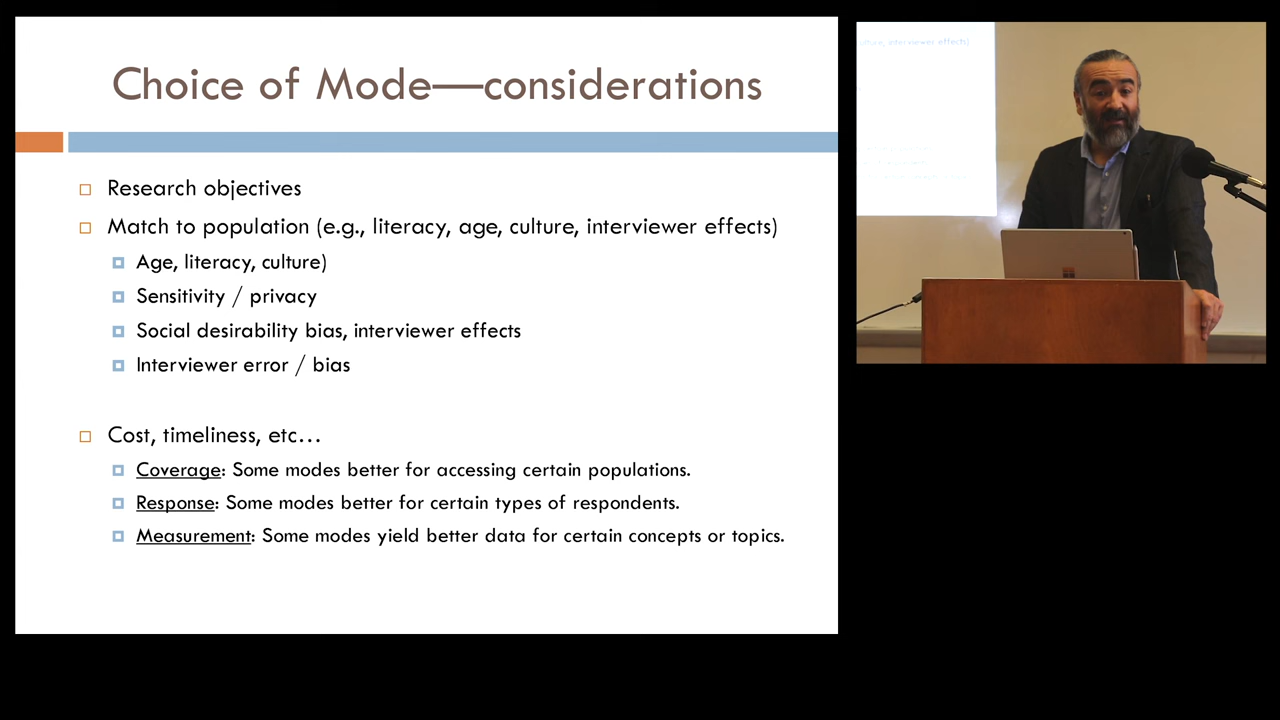 Choice of Mode—considerations
Research objectives
Match to population (e.g., literacy, age, culture, interviewer effects)
Age, literacy, culture)
Sensitivity / privacy
Social desirability bias, interviewer effects
Interviewer error / bias
Cost, timeliness, etc…
Coverage: Some modes better for accessing certain populations.
Response: Some modes better for certain types of respondents.
Measurement: Some modes yield better data for certain concepts or topics.
culture, interviewer effects)